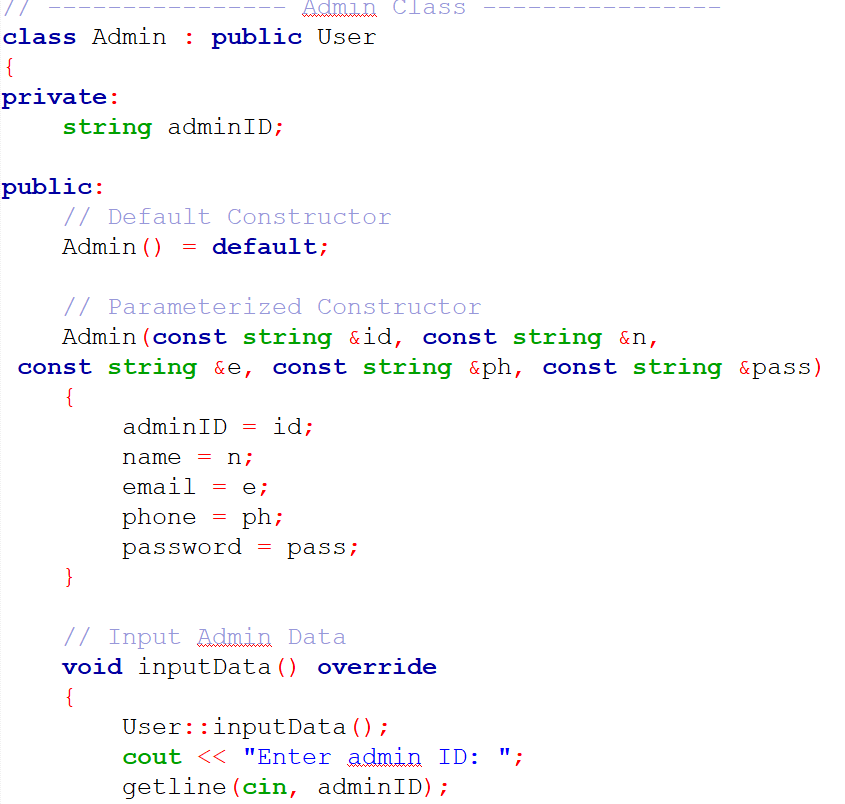 // ---------------- Admin Class ----------------
class Admin : public User
{
private:
    string adminID;

public:
    // Default Constructor
    Admin() = default;

    // Parameterized Constructor
    Admin(const string &id, const string &n,
 const string &e, const string &ph, const string &pass)
    {
        adminID = id;
        name = n;
        email = e;
        phone = ph;
        password = pass;
    }

    // Input Admin Data
    void inputData() override
    {
        User::inputData();
        cout << "Enter admin ID: ";
        getline(cin, adminID);